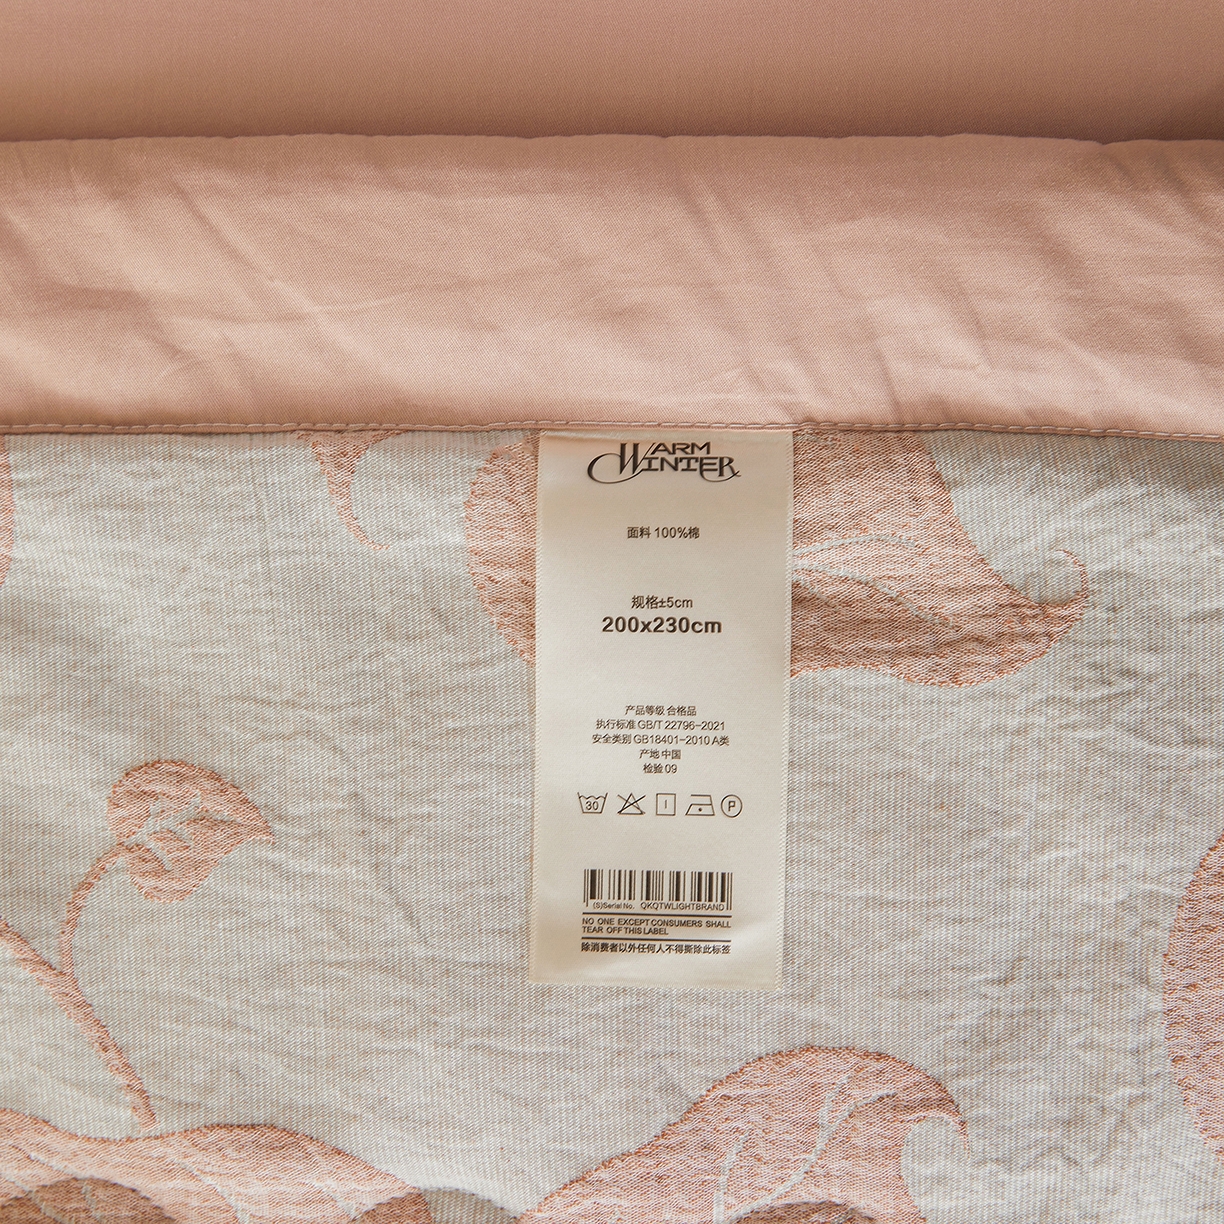 WARM
WINTER
面料 100%棉
规格±5cm
200x230cm
产品等级 合格品
执行标准 GB/T 22796-2021
安全类别 GB18401-2010 A类
产地 中国
检验 09
30 P
(S)Serial No. QKQTWLIGHTBRAND
NO ONE EXCEPT CONSUMERS SHALL
TEAR OFF THIS LABEL
除消费者以外任何人不得撕除此标签